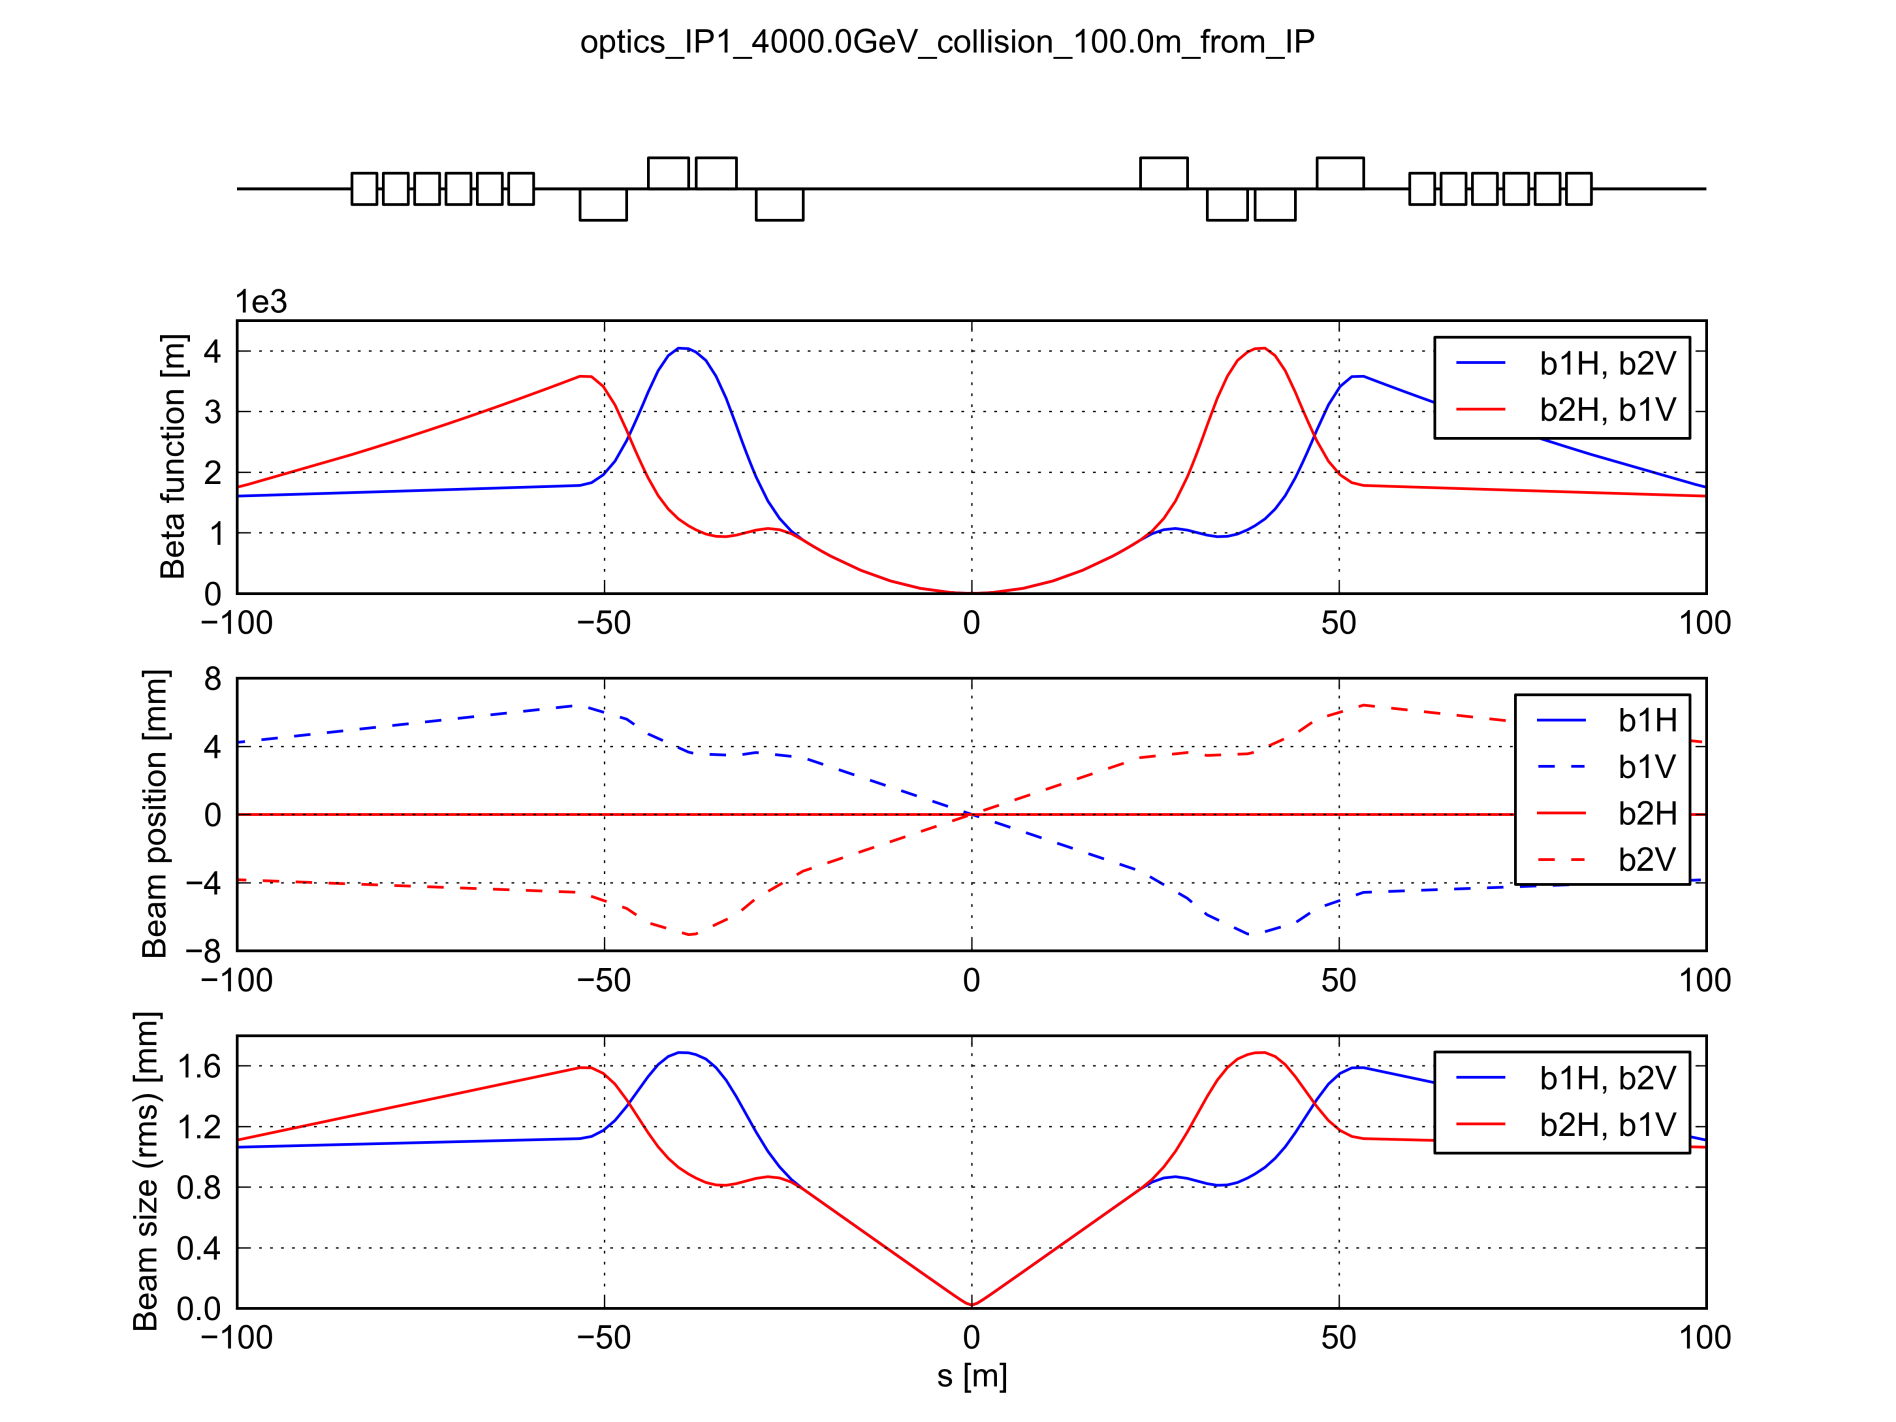 optics_IP1_4000.0GeV_collision_100.0m_from_IP
1e3
Beta function [m]
4
3
2
1
0
b1H, b2V
b2H, b1V
−100 −50 0 50 100
Beam position [mm]
8
4
0
−4
−8
b1H
b1V
b2H
b2V
−100 −50 0 50 100
Beam size (rms) [mm]
1.6
1.2
0.8
0.4
0.0
b1H, b2V
b2H, b1V
−100 −50 0 50 100
s [m]